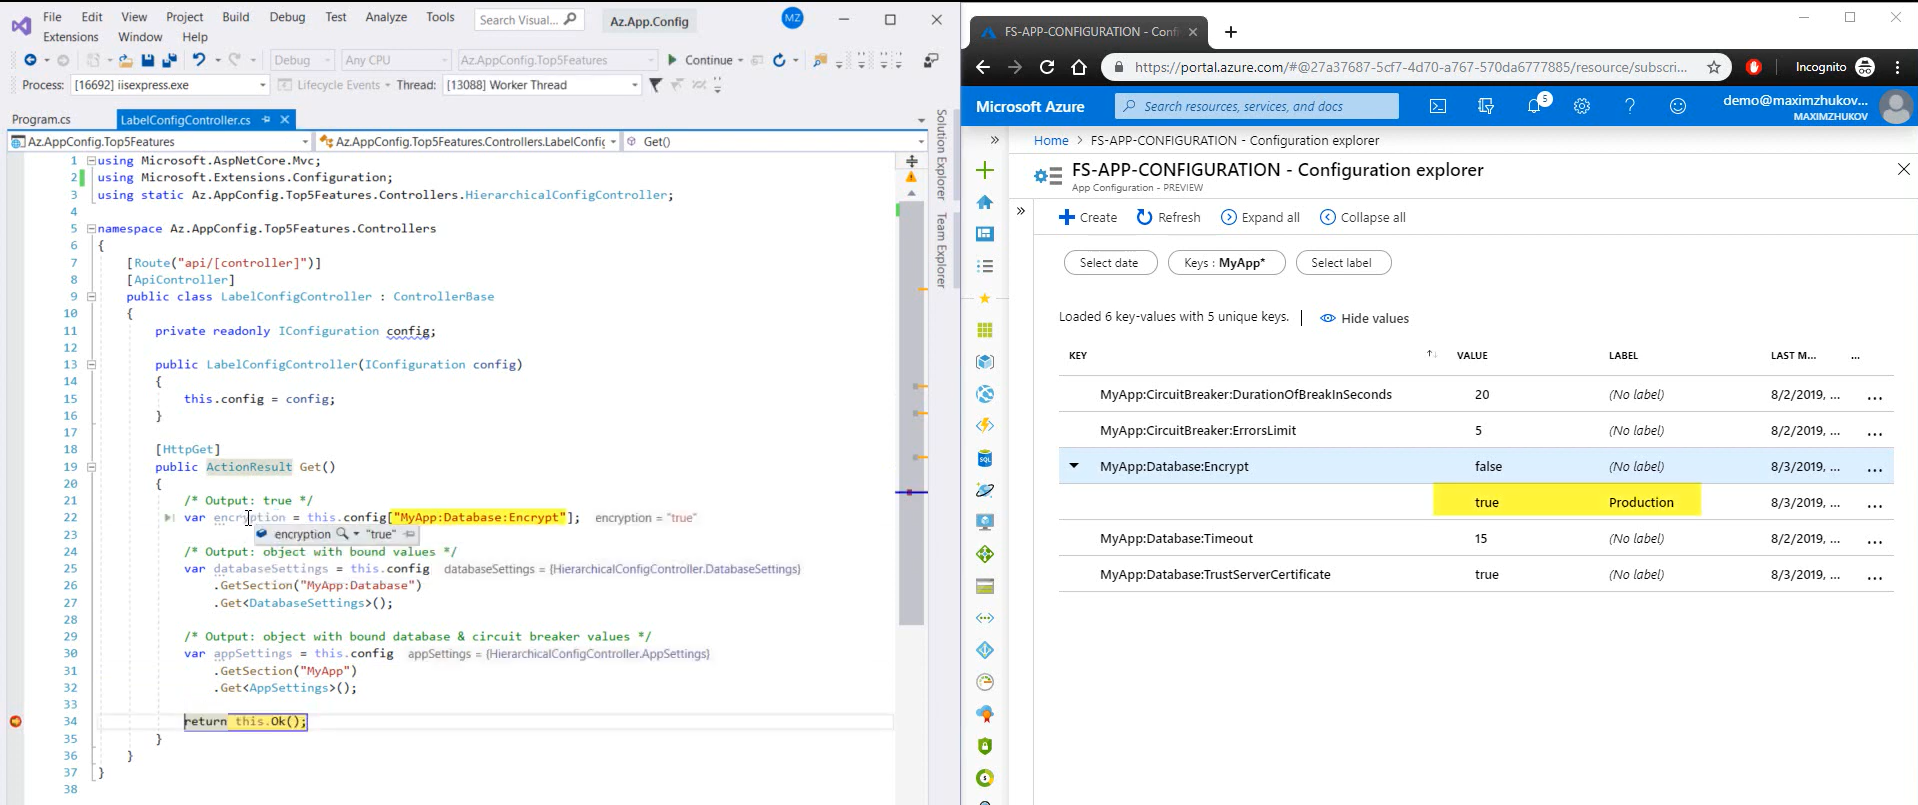 File Edit View Project Build Debug Test Analyze Tools Search Visual... Az.App.Config MZ
Extensions Window Help
Debug Any CPU Az.AppConfig.Top5Features Continue
Process: [16692] iisexpress.exe Lifecycle Events Thread: [13088] Worker Thread
Program.cs LabelConfigController.cs
Az.AppConfig.Top5Features Az.AppConfig.Top5Features.Controllers.LabelConfig Get()
1 using Microsoft.AspNetCore.Mvc;
2 using Microsoft.Extensions.Configuration;
3 using static Az.AppConfig.Top5Features.Controllers.HierarchicalConfigController;
4
5 namespace Az.AppConfig.Top5Features.Controllers
6 {
7 [Route("api/[controller]")]
8 [ApiController]
9 public class LabelConfigController : ControllerBase
10 {
11 private readonly IConfiguration config;
12
13 public LabelConfigController(IConfiguration config)
14 {
15 this.config = config;
16 }
17
18 [HttpGet]
19 public ActionResult Get()
20 {
21 /* Output: true */
22 var encryption = this.config["MyApp:Database:Encrypt"]; encryption = "true"
23 encryption "true"
24 /* Output: object with bound values */
25 var databaseSettings = this.config databaseSettings = {HierarchicalConfigController.DatabaseSettings}
26 .GetSection("MyApp:Database")
27 .Get<DatabaseSettings>();
28
29 /* Output: object with bound database & circuit breaker values */
30 var appSettings = this.config appSettings = {HierarchicalConfigController.AppSettings}
31 .GetSection("MyApp")
32 .Get<AppSettings>();
33
34 return this.Ok();
35 }
36 }
37 }
38
Solution Explorer
Team Explorer
FS-APP-CONFIGURATION - Conf
https://portal.azure.com/#@27a37687-5cf7-4d70-a767-570da6777885/resource/subscri... Incognito
Microsoft Azure Search resources, services, and docs 5 demo@maximzhukov...
MAXIMZHUKOV
Home > FS-APP-CONFIGURATION - Configuration explorer
FS-APP-CONFIGURATION - Configuration explorer
App Configuration - PREVIEW
Create Refresh Expand all Collapse all
Select date Keys : MyApp* Select label
Loaded 6 key-values with 5 unique keys. | Hide values
KEY VALUE LABEL LAST M... ...
MyApp:CircuitBreaker:DurationOfBreakInSeconds 20 (No label) 8/2/2019, ... ...
MyApp:CircuitBreaker:ErrorsLimit 5 (No label) 8/2/2019, ... ...
MyApp:Database:Encrypt false (No label) 8/3/2019, ... ...
true Production 8/3/2019, ... ...
MyApp:Database:Timeout 15 (No label) 8/2/2019, ... ...
MyApp:Database:TrustServerCertificate true (No label) 8/3/2019, ... ...
SQL